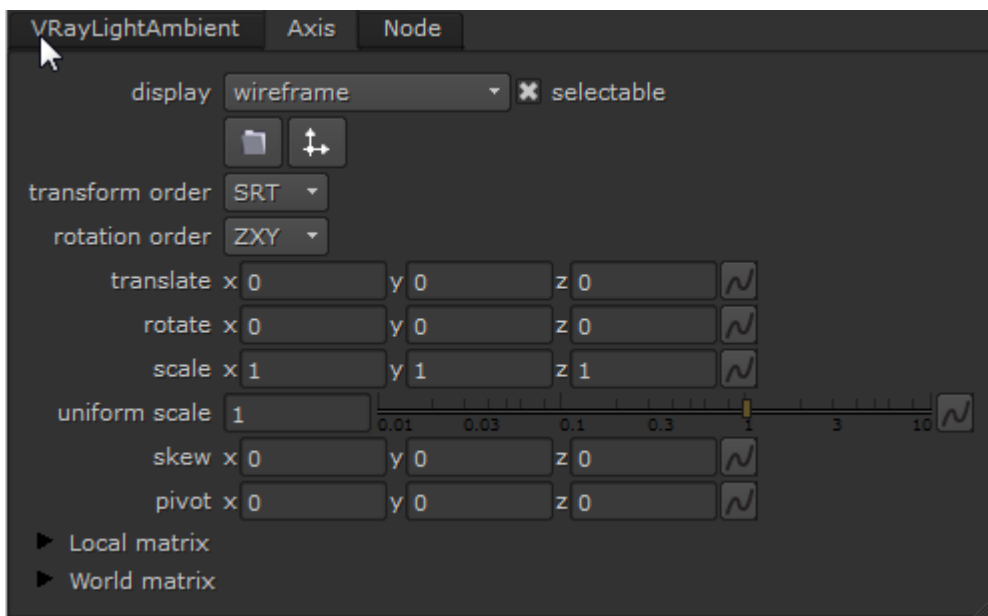 VRayLightAmbient Axis Node
display wireframe selectable
transform order SRT
rotation order ZXY
translate x 0 y 0 z 0
rotate x 0 y 0 z 0
scale x 1 y 1 z 1
uniform scale 1 0.01 0.03 0.1 0.3 1 3 10
skew x 0 y 0 z 0
pivot x 0 y 0 z 0
Local matrix
World matrix